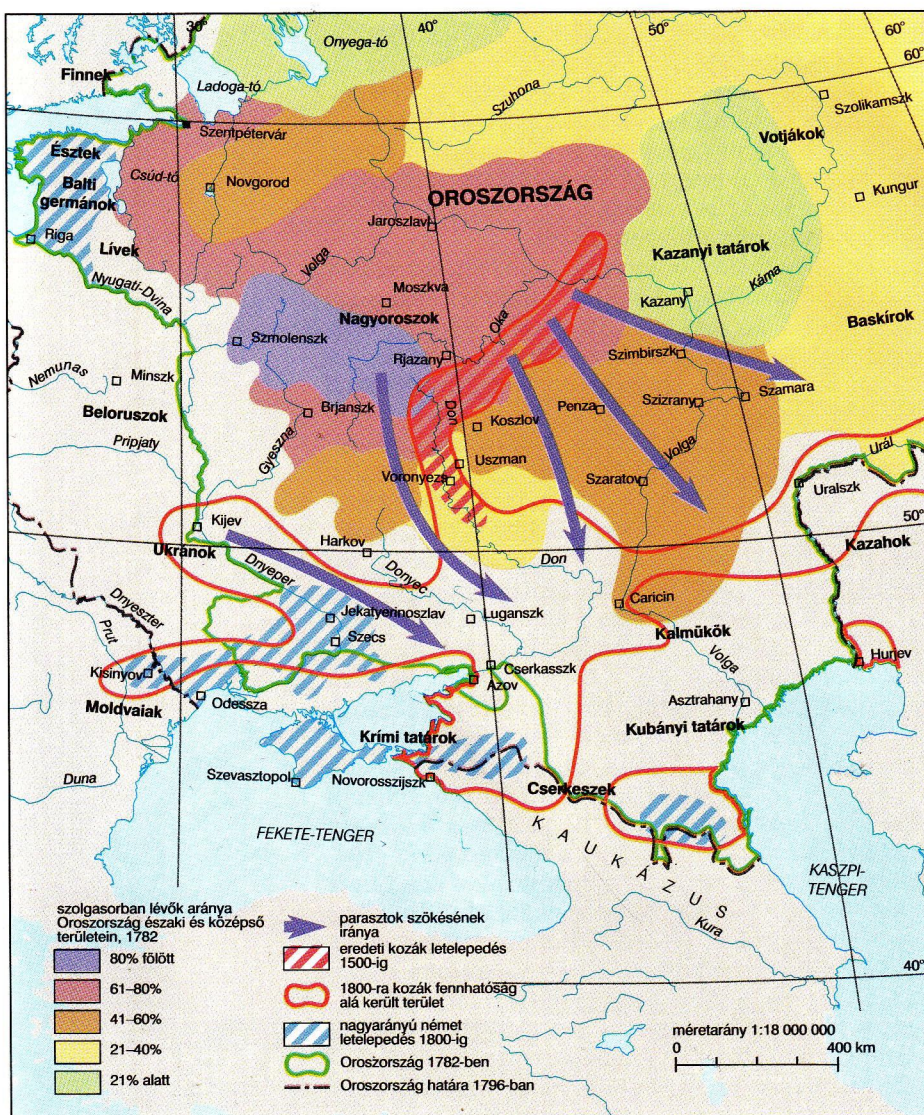 30°
40°
50°
60°
60°
Onyega-tó
Finnek
Ladoga-tó
Szuhona
Szolikamszk
Votjákok
Szentpétervár
Észtek
Csúd-tó
Novgorod
OROSZORSZÁG
Kungur
Balti
germánok
Jaroszlavl
Riga
Lívek
Volga
Kazanyi tatárok
Nyugati-Dvina
Moszkva
Oka
Kazany
Káma
Nagyoroszok
Baskírok
Szmolenszk
Rjazany
Szimbirszk
Nemunas
Minszk
Szamara
Beloruszok
Brjanszk
Don
Koszlov
Penza
Szizrany
Pripjaty
Gyeszna
Uszman
Volga
Urál
Voronyezs
Szaratov
Uralszk
Kijev
50°
Ukránok
Harkov
Kazahok
Dnyeper
Donyec
Don
Dnyeszter
Caricin
Prut
Jekatyerinoszlav
Luganszk
Szecs
Kalmükök
Volga
Hurjev
Kisinyov
Cserkasszk
Azov
Asztrahany
Moldvaiak
Odessza
Krími tatárok
Kubányi tatárok
Duna
Szevasztopol
Novorosszijszk
Cserkeszek
FEKETE-TENGER
KAUKÁZUS
KASZPI-
TENGER
Kura
40°
szolgasorban lévők aránya
Oroszország északi és középső
területein, 1782
80% fölött
61–80%
41–60%
21–40%
21% alatt
parasztok szökésének
iránya
eredeti kozák letelepedés
1500-ig
1800-ra kozák fennhatóság
alá került terület
nagyarányú német
letelepedés 1800-ig
Oroszország 1782-ben
Oroszország határa 1796-ban
méretarány 1:18 000 000
0 400 km